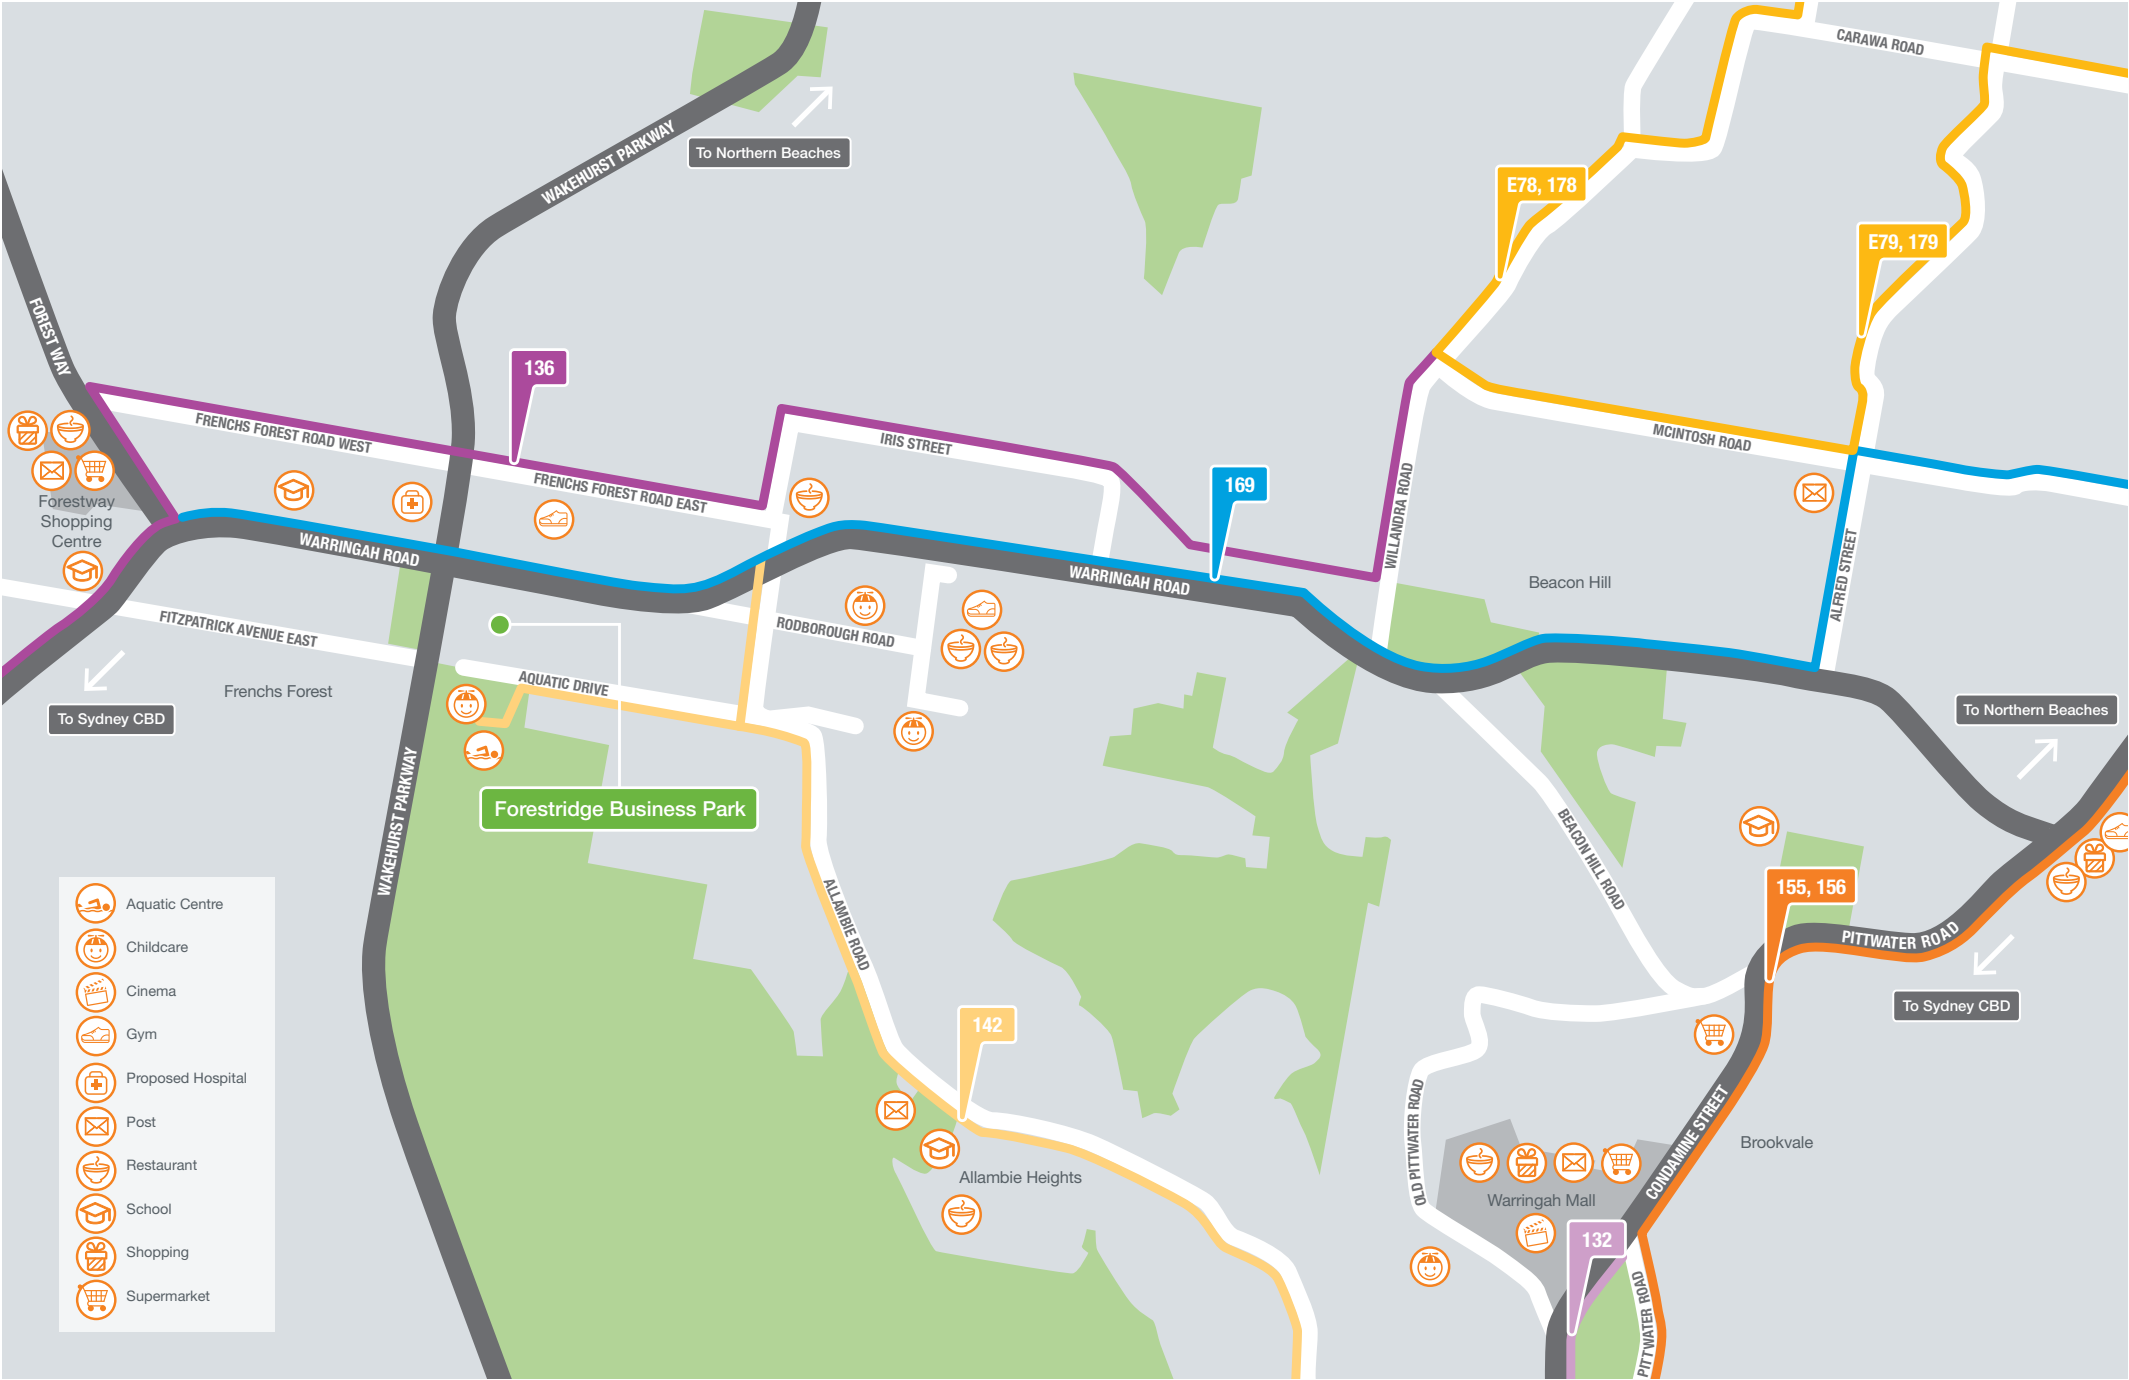 CARAWA ROAD
To Northern Beaches
WAKEHURST PARKWAY
E78, 178
E79, 179
FOREST WAY
136
FRENCHS FOREST ROAD WEST
IRIS STREET
MCINTOSH ROAD
FRENCHS FOREST ROAD EAST
169
WILLANDRA ROAD
Forestway
Shopping
Centre
WARRINGAH ROAD
WARRINGAH ROAD
Beacon Hill
ALFRED STREET
FITZPATRICK AVENUE EAST
RODBOROUGH ROAD
AQUATIC DRIVE
Frenchs Forest
To Sydney CBD
To Northern Beaches
WAKEHURST PARKWAY
Forestridge Business Park
BEACON HILL ROAD
155, 156
ALLAMBIE ROAD
PITTWATER ROAD
To Sydney CBD
142
OLD PITTWATER ROAD
CONDAMINE STREET
Brookvale
Allambie Heights
Warringah Mall
132
PITTWATER ROAD
Aquatic Centre
Childcare
Cinema
Gym
Proposed Hospital
Post
Restaurant
School
Shopping
Supermarket